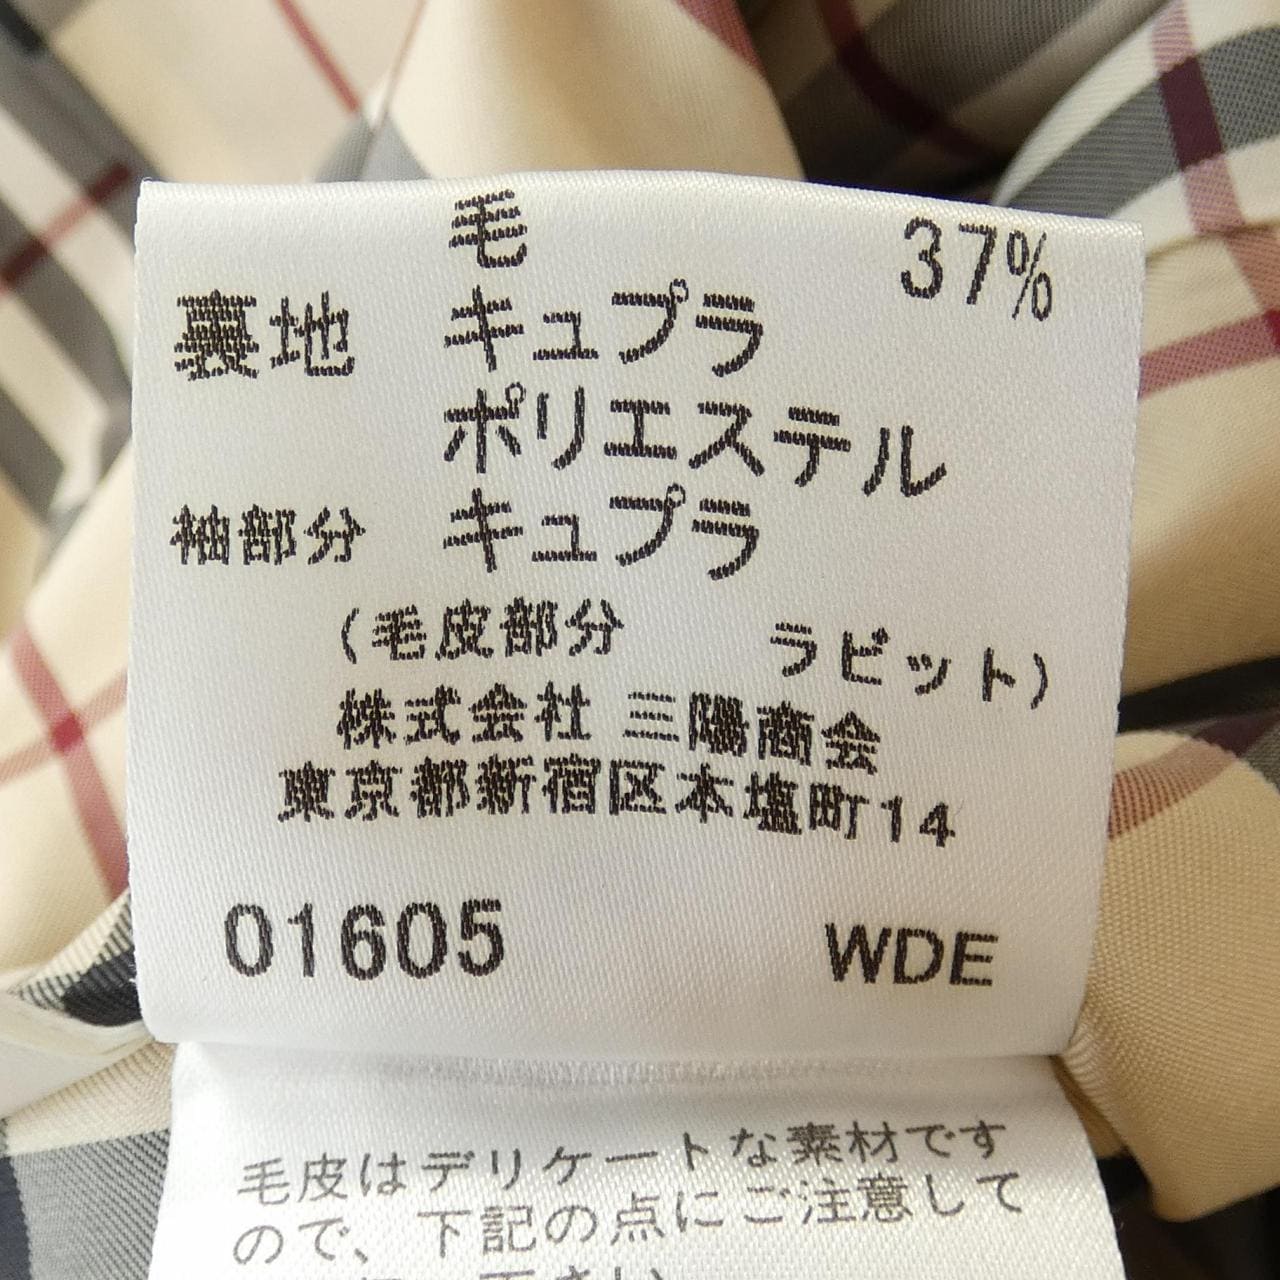 毛 37%
裏地 キュプラ
ポリエステル
袖部分 キュプラ
(毛皮部分 ラビット)
株式会社 三陽商会
東京都新宿区本塩町14
01605 WDE
毛皮はデリケートな素材です
ので、下記の点にご注意して